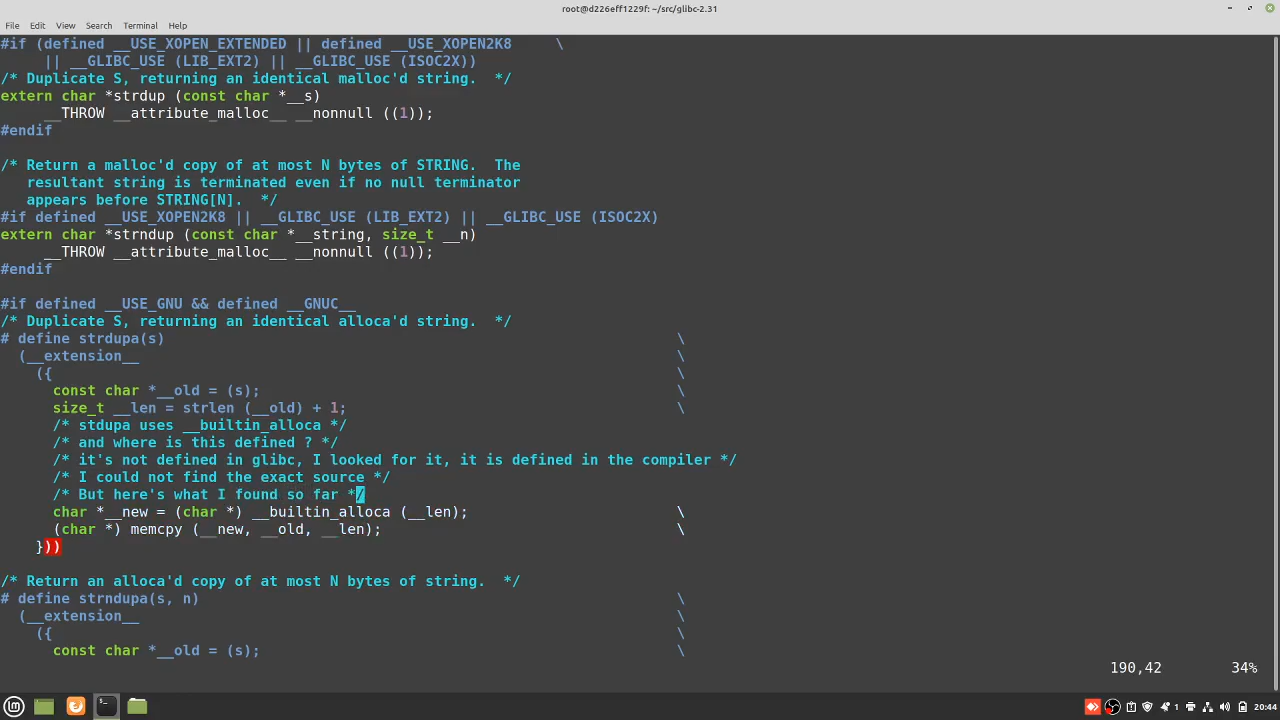 root@d226eff1229f: ~/src/glibc-2.31
File Edit View Search Terminal Help
#if (defined __USE_XOPEN_EXTENDED || defined __USE_XOPEN2K8     \
     || __GLIBC_USE (LIB_EXT2) || __GLIBC_USE (ISOC2X))
/* Duplicate S, returning an identical malloc'd string.  */
extern char *strdup (const char *__s)
     __THROW __attribute_malloc__ __nonnull ((1));
#endif
/* Return a malloc'd copy of at most N bytes of STRING.  The
   resultant string is terminated even if no null terminator
   appears before STRING[N].  */
#if defined __USE_XOPEN2K8 || __GLIBC_USE (LIB_EXT2) || __GLIBC_USE (ISOC2X)
extern char *strndup (const char *__string, size_t __n)
     __THROW __attribute_malloc__ __nonnull ((1));
#endif
#if defined __USE_GNU && defined __GNUC__
/* Duplicate S, returning an identical alloca'd string.  */
# define strdupa(s) \
  (__extension__ \
    ({ \
      const char *__old = (s); \
      size_t __len = strlen (__old) + 1; \
      /* stdupa uses __builtin_alloca */
      /* and where is this defined ? */
      /* it's not defined in glibc, I looked for it, it is defined in the compiler */
      /* I could not find the exact source */
      /* But here's what I found so far */
      char *__new = (char *) __builtin_alloca (__len); \
      (char *) memcpy (__new, __old, __len); \
    }))
/* Return an alloca'd copy of at most N bytes of string.  */
# define strndupa(s, n) \
  (__extension__ \
    ({ \
      const char *__old = (s); \
190,42 34%
1 20:44